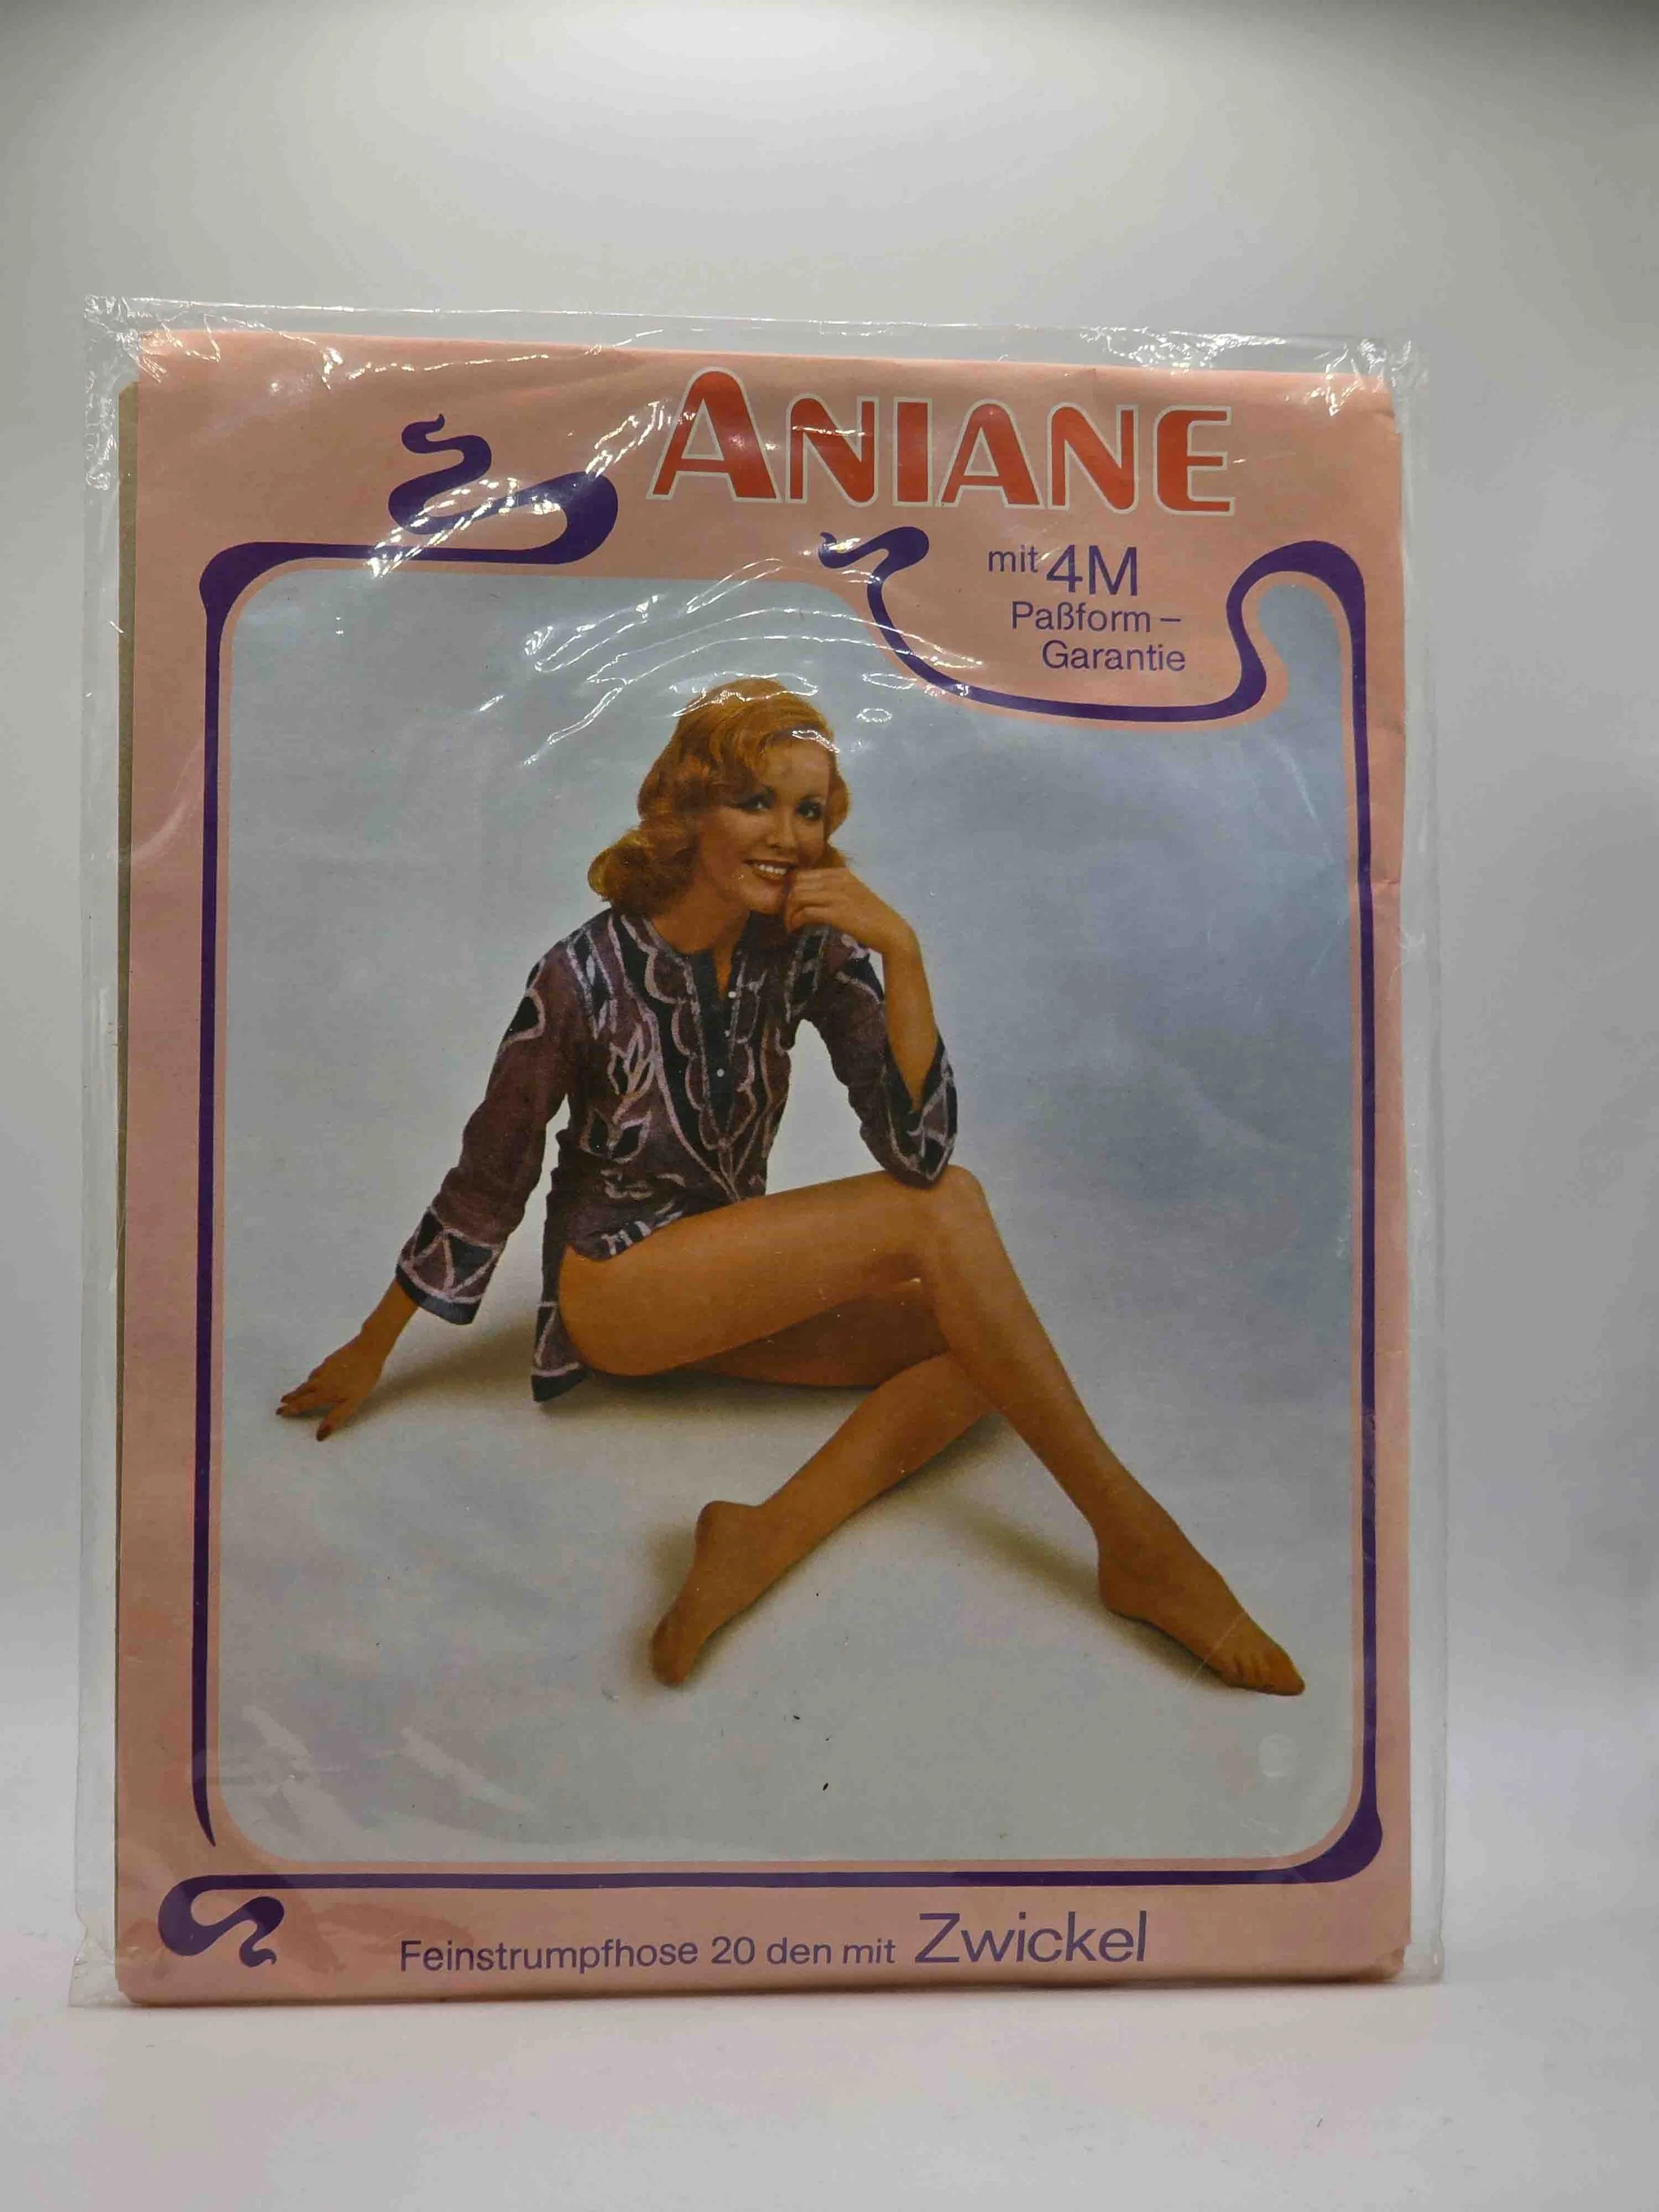 ANIANE
mit 4M
Paßform–
Garantie
Feinstrumpfhose 20 den mit Zwickel